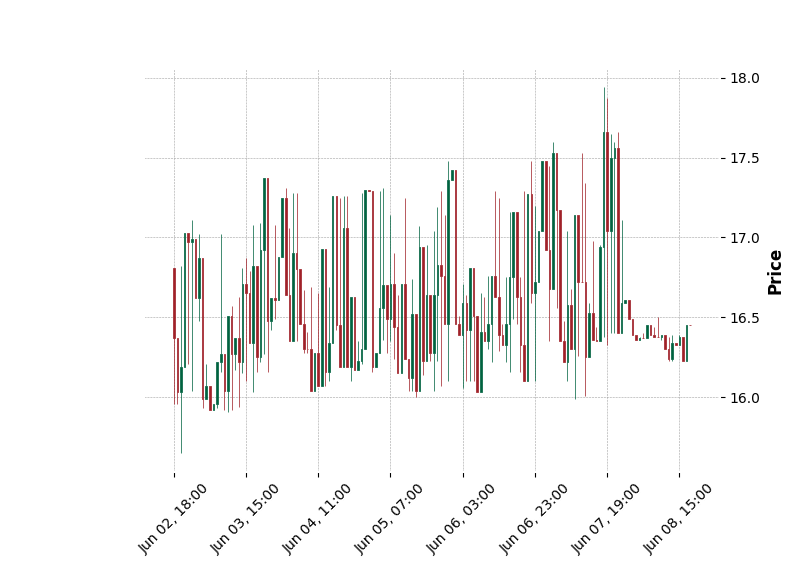 18.0
17.5
17.0
16.5
16.0
Price
Jun 02, 18:00
Jun 03, 15:00
Jun 04, 11:00
Jun 05, 07:00
Jun 06, 03:00
Jun 06, 23:00
Jun 07, 19:00
Jun 08, 15:00